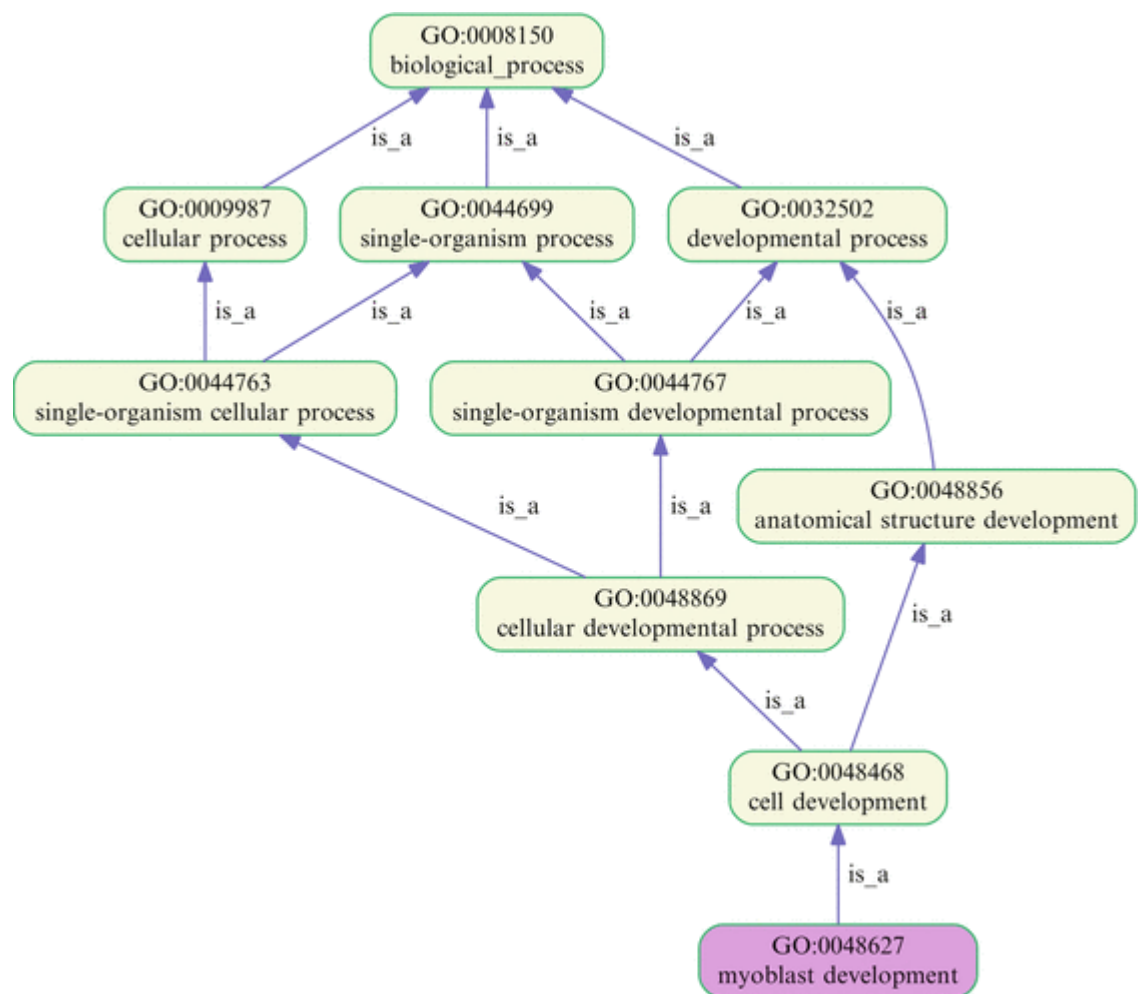 GO:0008150
biological_process
is_a
is_a
is_a
GO:0009987
cellular process
GO:0044699
single-organism process
GO:0032502
developmental process
is_a
is_a
is_a
is_a
is_a
GO:0044763
single-organism cellular process
GO:0044767
single-organism developmental process
GO:0048856
anatomical structure development
is_a
is_a
GO:0048869
cellular developmental process
is_a
is_a
GO:0048468
cell development
is_a
GO:0048627
myoblast development